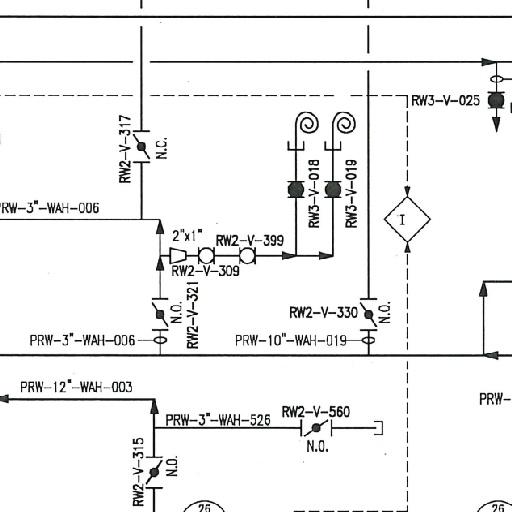 RW3-V-025
RW2-V-317
N.O.
RW3-V-018
RW3-V-019
PRW-3"-WAH-006
I
2"x1"
RW2-V-399
RW2-V-309
RW2-V-321
N.O.
RW2-V-330
N.O.
PRW-3"-WAH-006
PRW-10"-WAH-019
PRW-12"-WAH-003
PRW-
PRW-3"-WAH-526
RW2-V-560
N.O.
RW2-V-315
N.O.
26
26